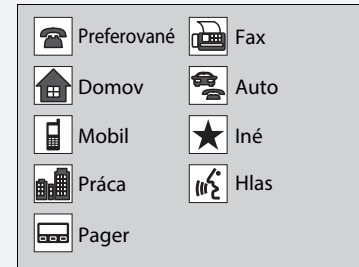 Preferované
Fax
Domov
Auto
Mobil
Iné
Práca
Hlas
Pager